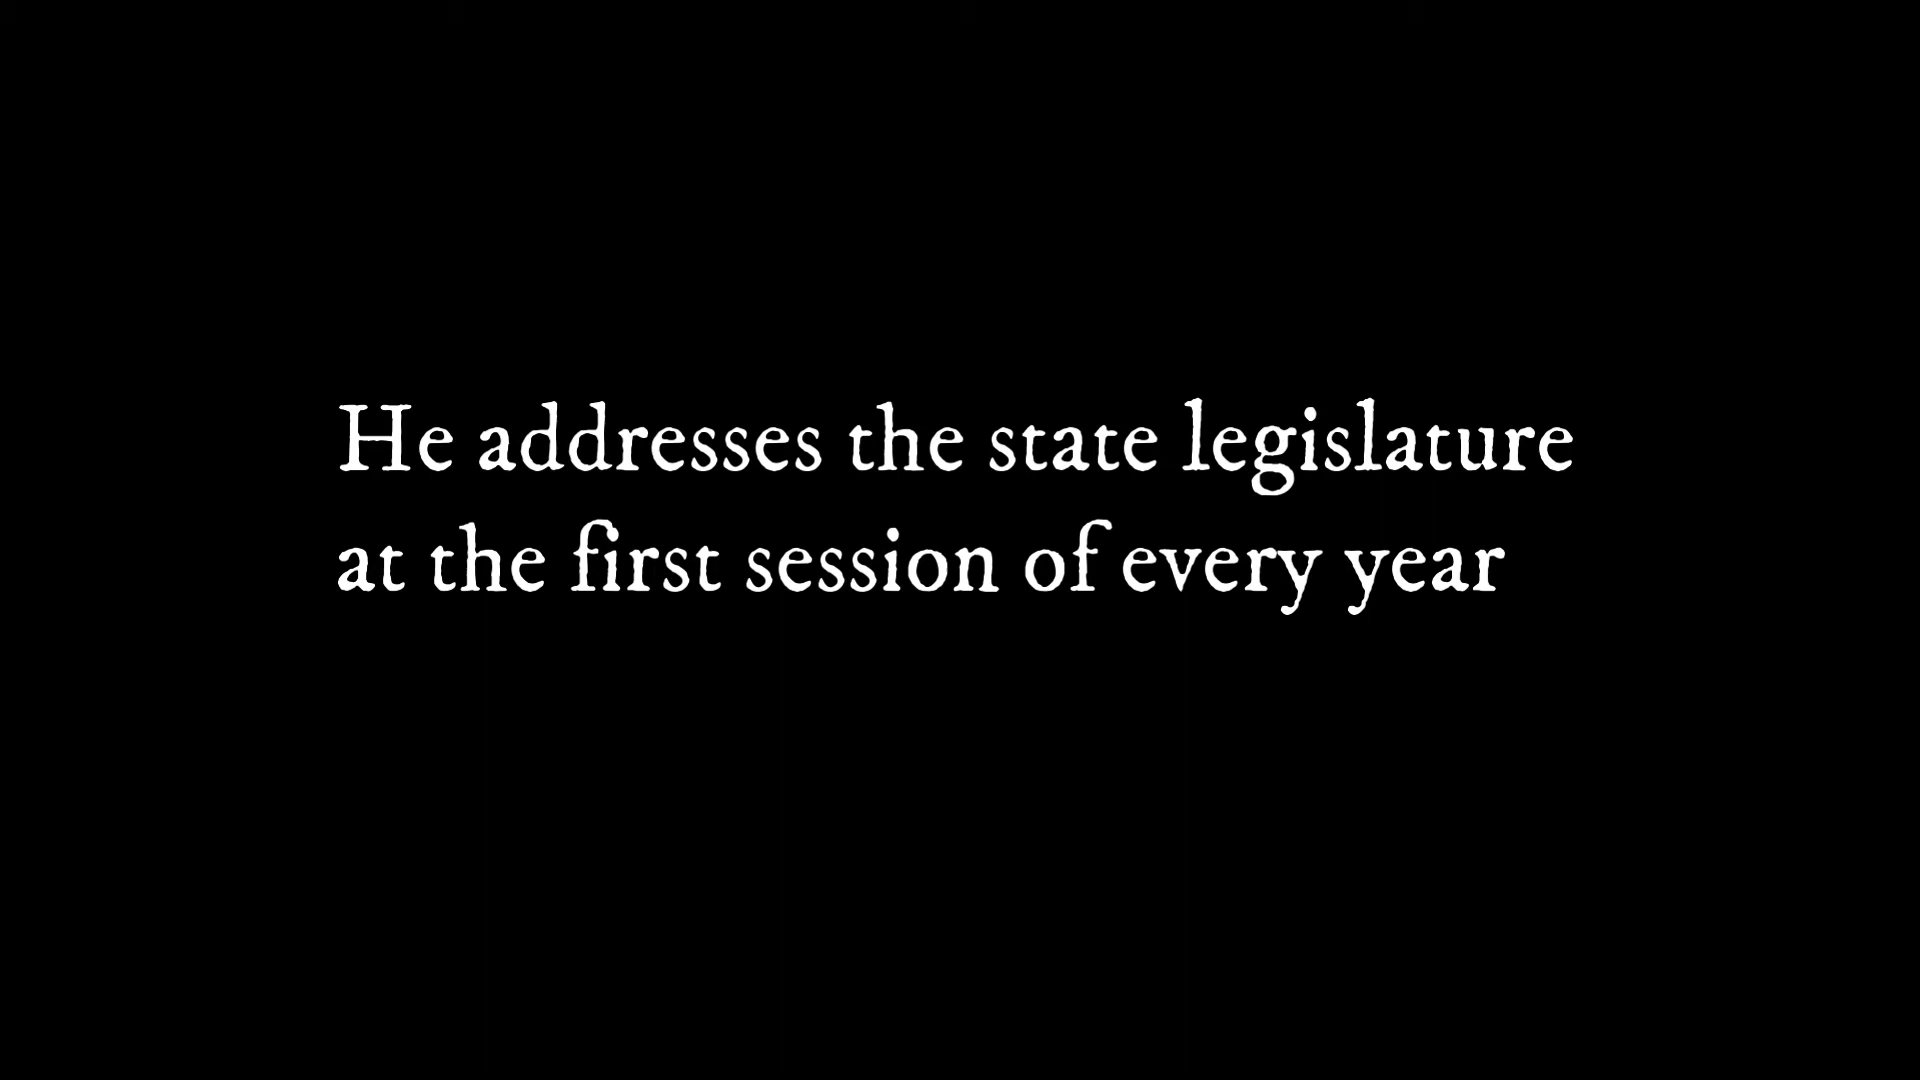 He addresses the state legislature
at the first session of every year